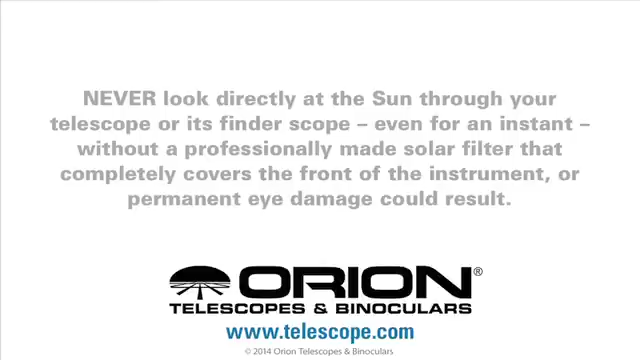 NEVER look directly at the Sun through your
telescope or its finder scope – even for an instant –
without a professionally made solar filter that
completely covers the front of the instrument, or
permanent eye damage could result.
ORION®
TELESCOPES & BINOCULARS
www.telescope.com
© 2014 Orion Telescopes & Binoculars